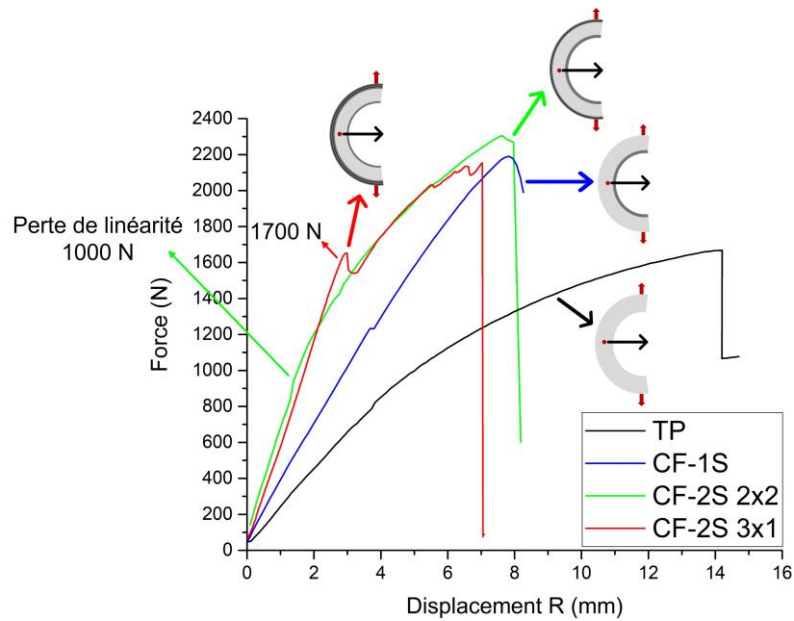 2400
2200
2000
1800
1600
1400
1200
1000
800
600
400
200
0
Force (N)
Perte de linéarité
1000 N
1700 N
TP
CF-1S
CF-2S 2x2
CF-2S 3x1
0 2 4 6 8 10 12 14 16
Displacement R (mm)